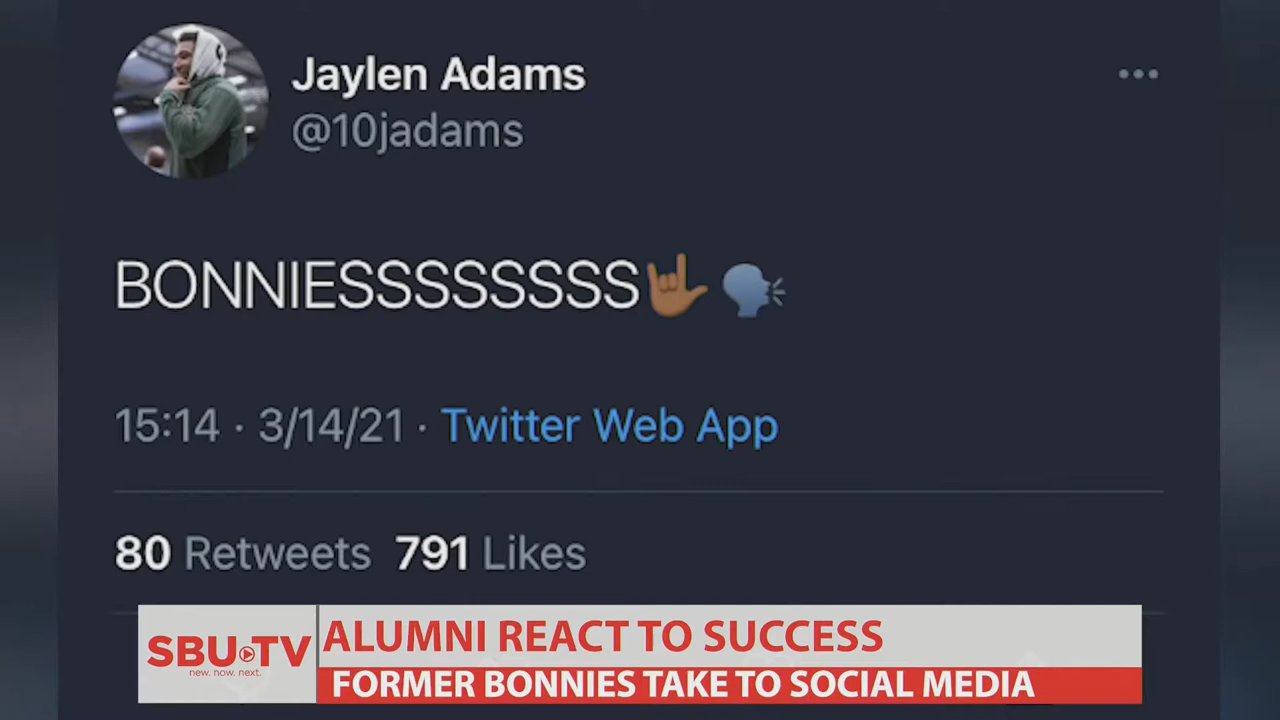 Jaylen Adams
@10jadams
BONNIESSSSSSSS🤟🏾🗣
15:14 · 3/14/21 · Twitter Web App
80 Retweets 791 Likes
SBU TV
new. now. next.
ALUMNI REACT TO SUCCESS
FORMER BONNIES TAKE TO SOCIAL MEDIA